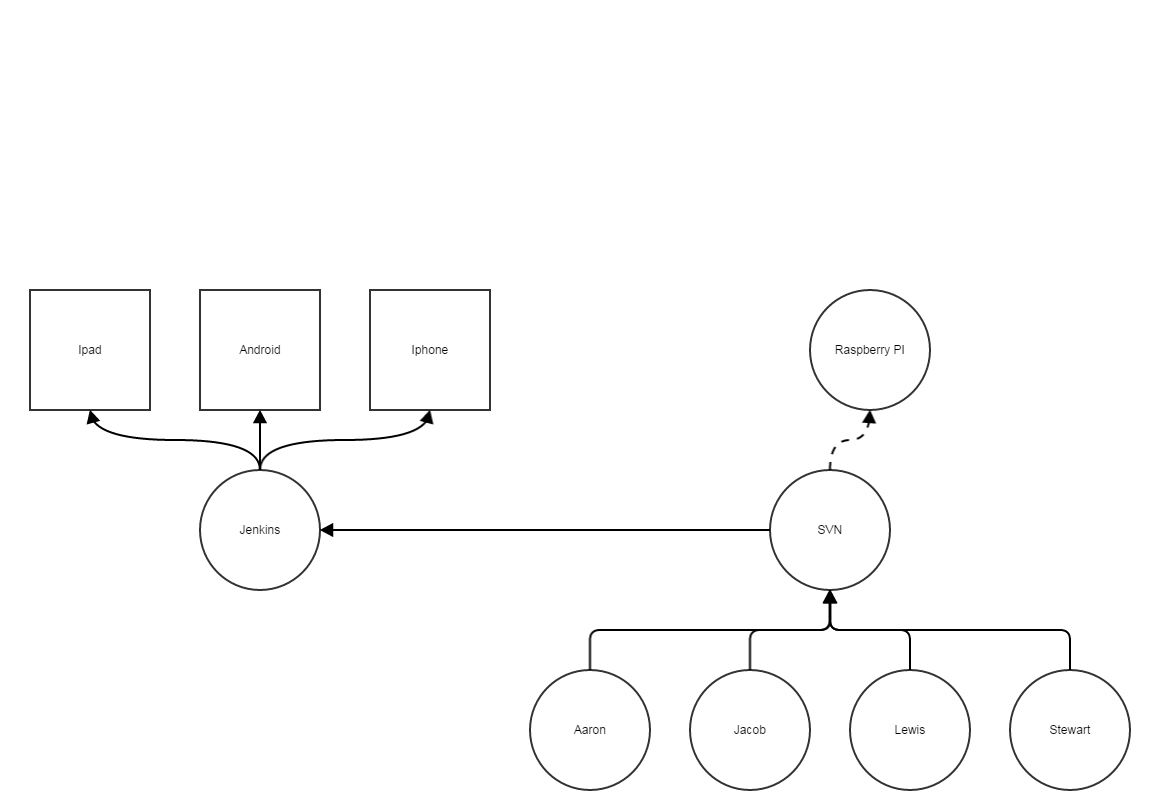 Ipad
Android
Iphone
Raspberry PI
Jenkins
SVN
Aaron
Jacob
Lewis
Stewart